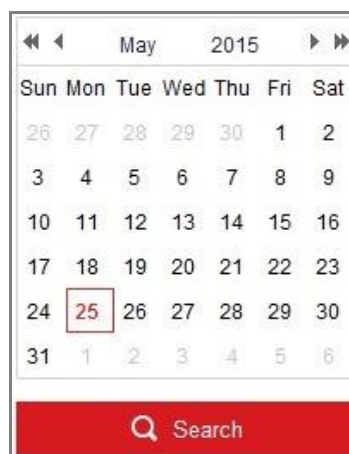 May 2015
Sun Mon Tue Wed Thu Fri Sat
26 27 28 29 30 1 2
3 4 5 6 7 8 9
10 11 12 13 14 15 16
17 18 19 20 21 22 23
24 25 26 27 28 29 30
31 1 2 3 4 5 6
Search